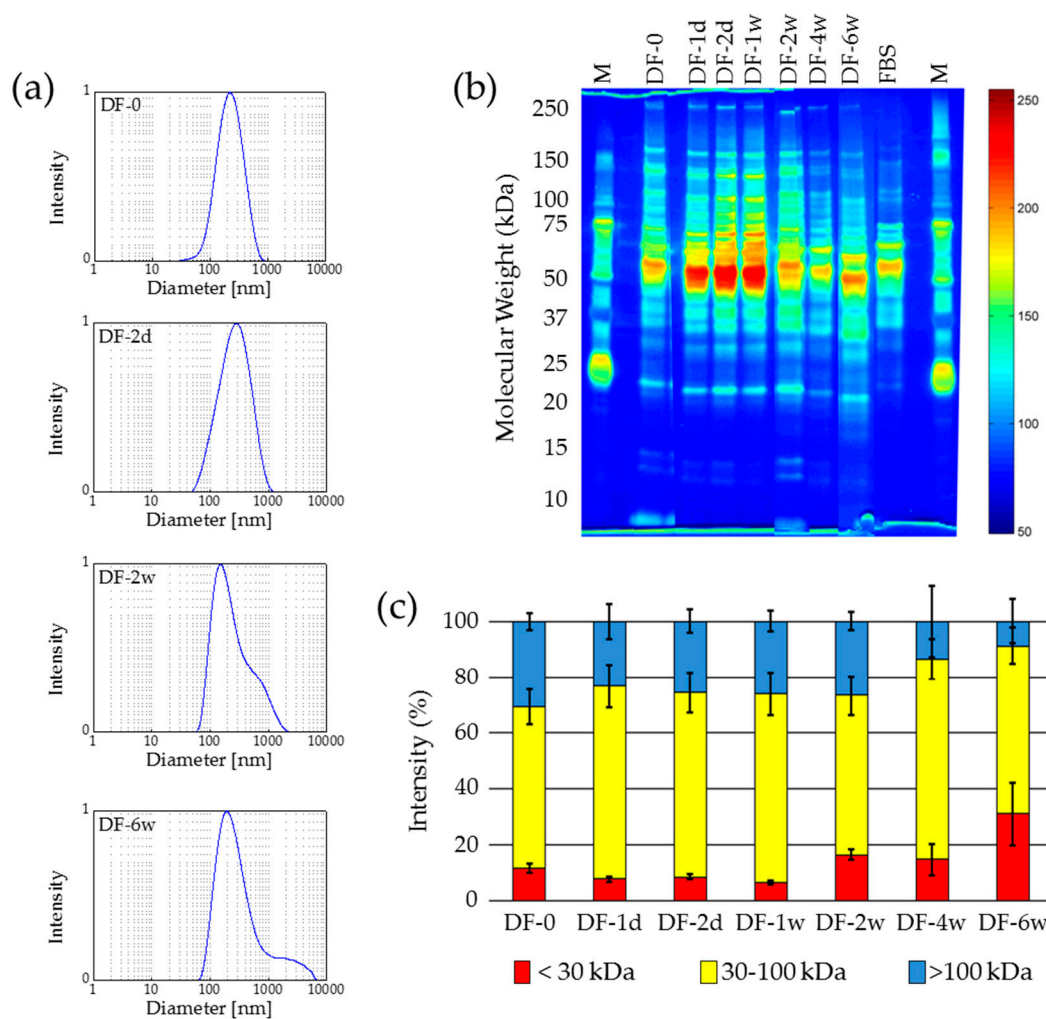 (a)
DF-0
1
Intensity
0
1 10 100 1000 10000
Diameter [nm]
DF-2d
1
Intensity
0
1 10 100 1000 10000
Diameter [nm]
DF-2w
1
Intensity
0
1 10 100 1000 10000
Diameter [nm]
DF-6w
1
Intensity
0
1 10 100 1000 10000
Diameter [nm]
(b)
M DF-0 DF-1d DF-2d DF-1w DF-2w DF-4w DF-6w FBS M
Molecular Weight (kDa)
250
150
100
75
50
37
25
20
15
10
250
200
150
100
50
(c)
Intensity (%)
100
80
60
40
20
0
DF-0 DF-1d DF-2d DF-1w DF-2w DF-4w DF-6w
< 30 kDa 30-100 kDa >100 kDa